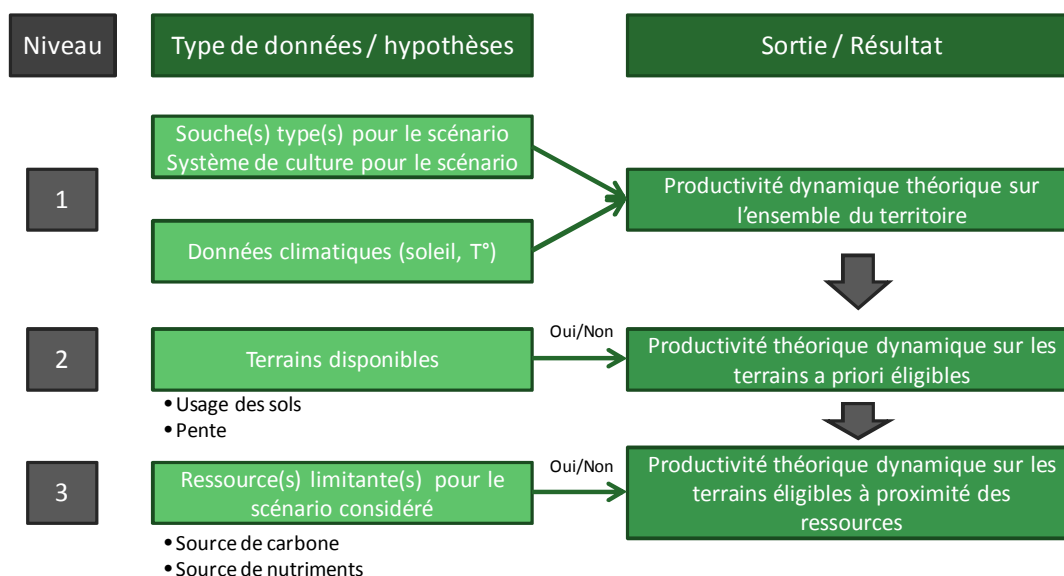 Niveau
Type de données / hypothèses
Sortie / Résultat
1
Souche(s) type(s) pour le scénario
Système de culture pour le scénario
Données climatiques (soleil, T°)
Productivité dynamique théorique sur
l'ensemble du territoire
2
Terrains disponibles
Oui/Non
Productivité théorique dynamique sur les
terrains a priori éligibles
• Usage des sols
• Pente
3
Ressource(s) limitante(s) pour le
scénario considéré
Oui/Non
Productivité théorique dynamique sur les
terrains éligibles à proximité des
ressources
• Source de carbone
• Source de nutriments